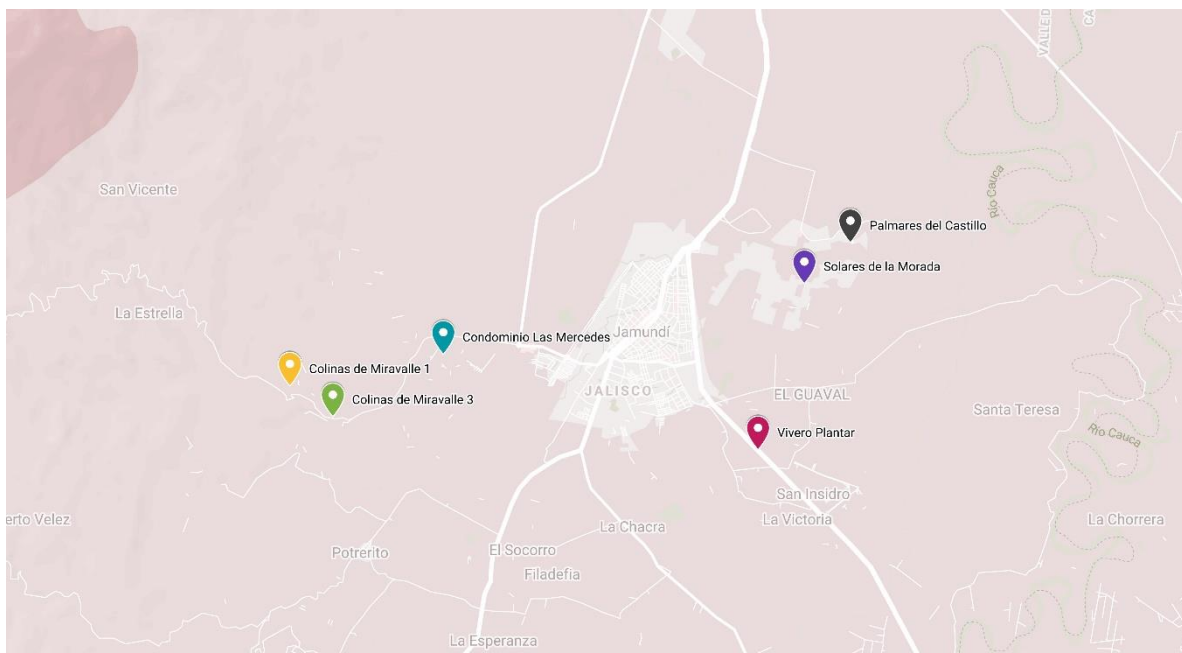 VALLE D
CA
Río Cauca
San Vicente
Palmares del Castillo
Solares de la Morada
La Estrella
Condominio Las Mercedes
Jamundí
Colinas de Miravalle 1
Colinas de Miravalle 3
JALISCO
EL GUAVAL
Santa Teresa
Vivero Plantar
Río Cauca
San Insidro
erto Velez
La Victoria
La Chorrera
La Chacra
Potrerito
El Socorro
Filadefia
La Esperanza